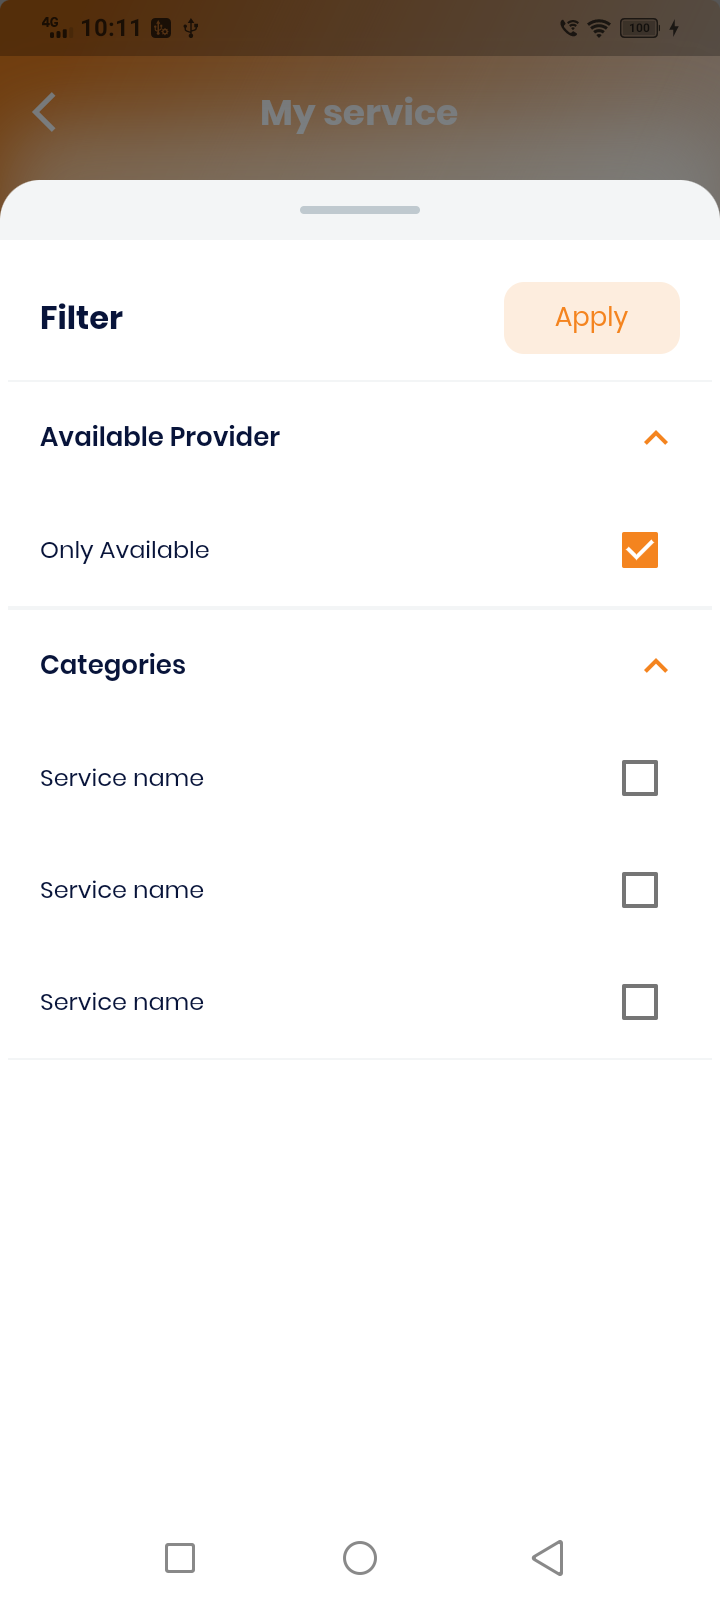 4G 10:11 100
My service
Filter
Apply
Available Provider
Only Available
Categories
Service name
Service name
Service name